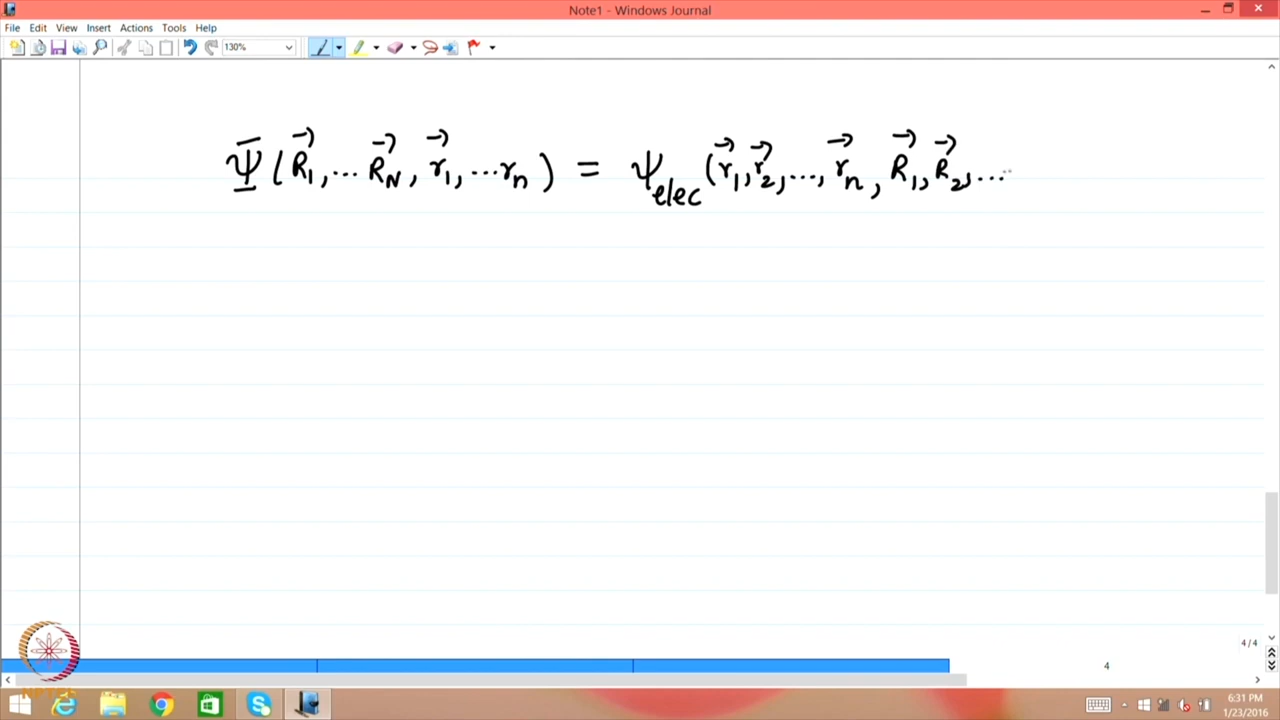 Note1 - Windows Journal
File Edit View Insert Actions Tools Help
130%
Ψ(R⃗₁,...R⃗_N, r⃗₁,...r_n) = ψ_elec(r⃗₁,r⃗₂,...,r⃗_n, R⃗₁,R⃗₂,...
4/4
4
NPTEL
6:31 PM
1/23/2016